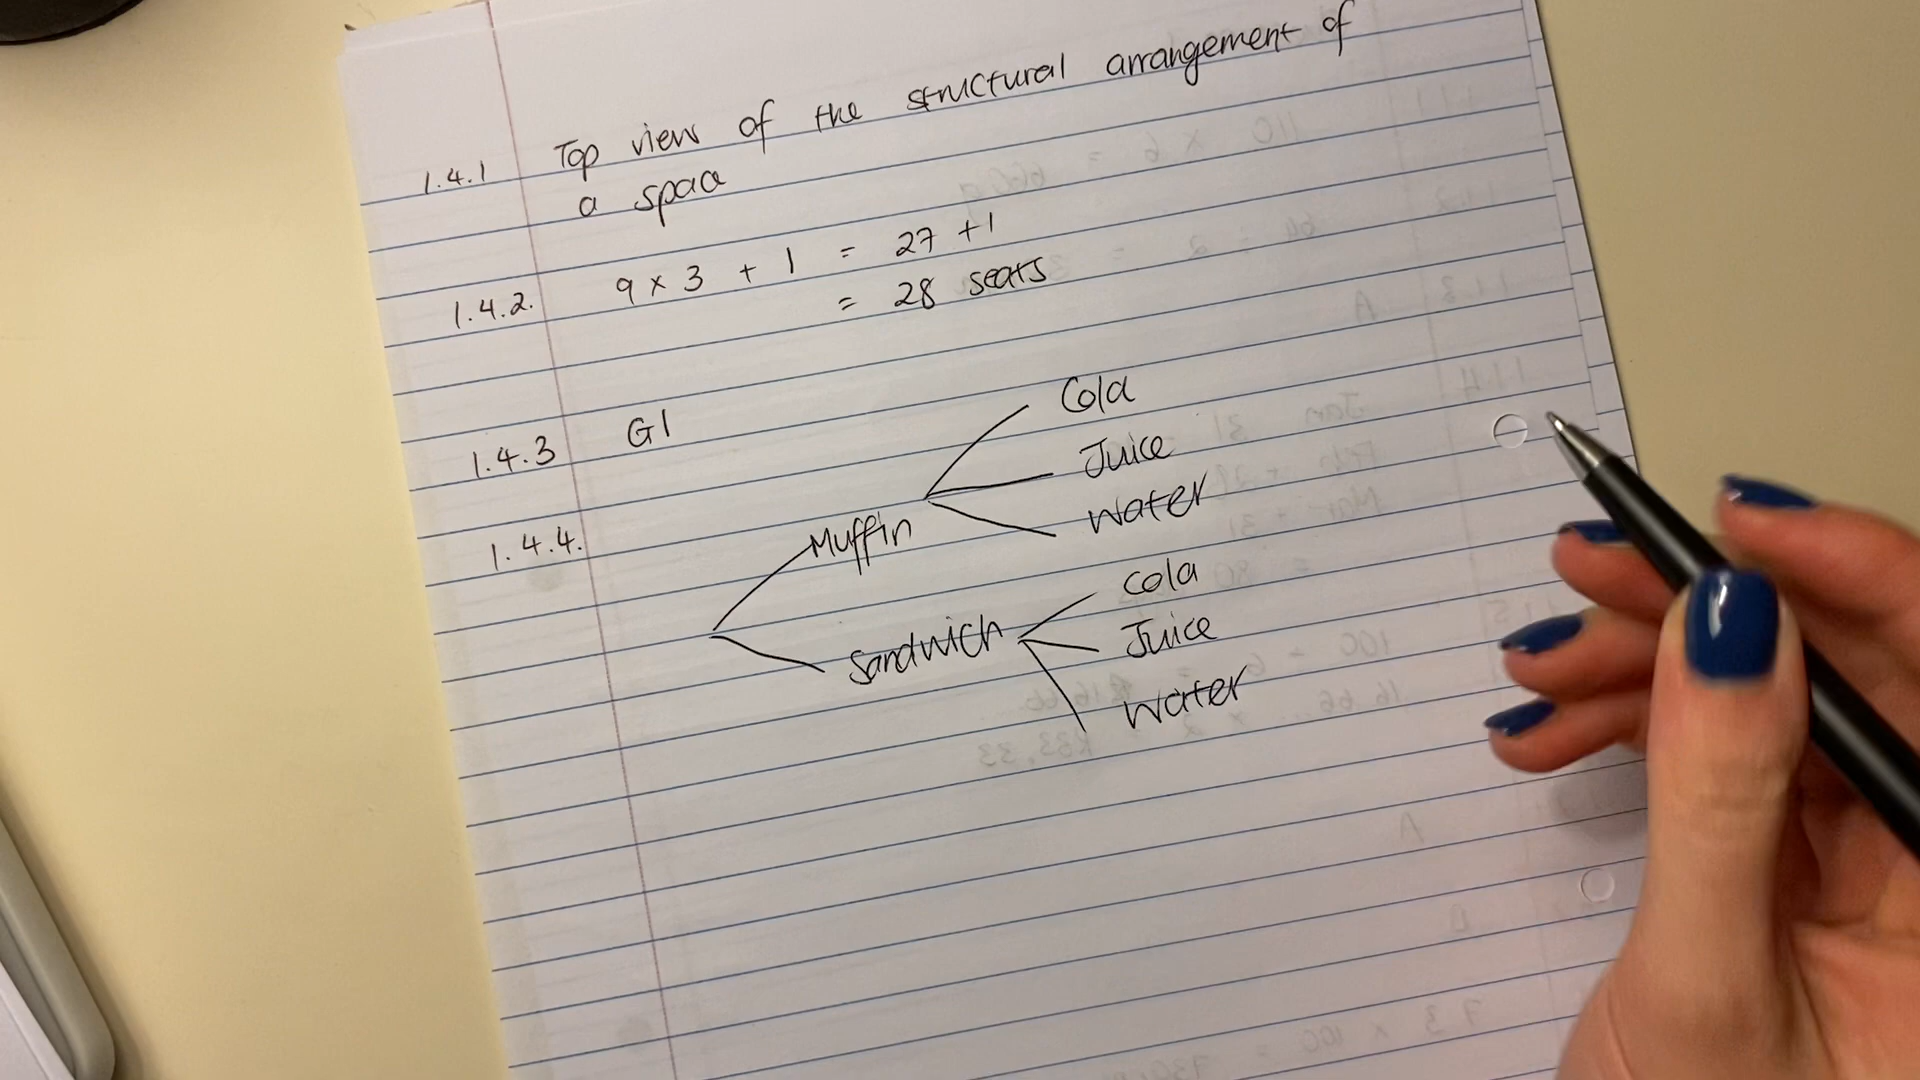 1.4.1 Top view of the structural arrangement of
a space
1.4.2. 9 x 3 + 1 = 27 + 1
= 28 seats
1.4.3 G1
1.4.4.
Cola
Juice
Muffin Water
Cola
Sandwich Juice
Water